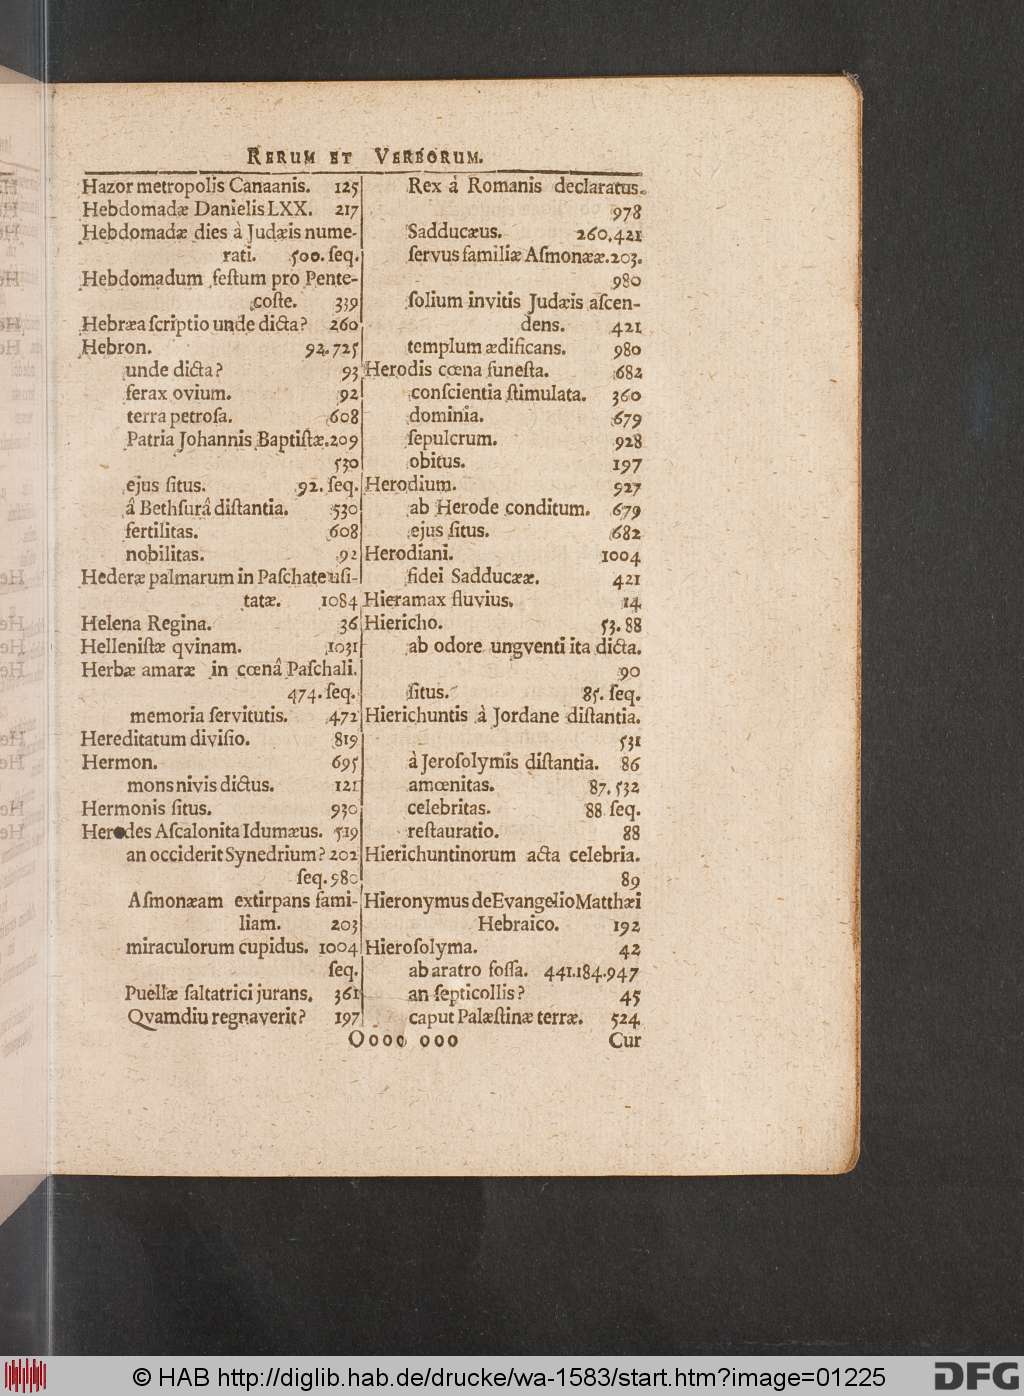 RERUM ET VERBORUM.
Hazor metropolis Canaanis. 125
Hebdomadæ Danielis LXX. 217
Hebdomadæ dies à Judæis nume-
rati. 500. ſeq.
Hebdomadum feſtum pro Pente-
coſte. 339
Hebræa ſcriptio unde dicta? 260
Hebron. 92. 725
unde dicta? 93
ferax ovium. 92
terra petroſa. 608
Patria Johannis Baptiſtæ. 209
530
ejus ſitus. 92. ſeq.
â Bethſurâ diſtantia. 530
fertilitas. 608
nobilitas. 92
Hederæ palmarum in Paſchate uſi-
tatæ. 1084
Helena Regina. 36
Helleniſtæ qvinam. 1031
Herbæ amaræ in cœnâ Paſchali.
474. ſeq.
memoria ſervitutis. 472
Hereditatum diviſio. 819
Hermon. 695
mons nivis dictus. 121
Hermonis ſitus. 930
Herodes Aſcalonita Idumæus. 519
an occiderit Synedrium? 202
ſeq. 980
Aſmonæam extirpans fami-
liam. 203
miraculorum cupidus. 1004
ſeq.
Puellæ ſaltatrici jurans. 361
Qvamdiu regnaverit? 197
Rex à Romanis declaratus.
978
Sadducæus. 260. 421
ſervus familiæ Aſmonææ. 203.
980
ſolium invitis Judæis aſcen-
dens. 421
templum ædificans. 980
Herodis cœna funeſta. 682
conſcientia ſtimulata. 360
dominia. 679
ſepulcrum. 928
obitus. 197
Herodium. 927
ab Herode conditum. 679
ejus ſitus. 682
Herodiani. 1004
fidei Sadducææ. 421
Hieramax fluvius. 14
Hiericho. 53. 88
ab odore ungventi ita dicta.
90
ſitus. 85. ſeq.
Hierichuntis à Jordane diſtantia.
531
à Jeroſolymis diſtantia. 86
amœnitas. 87. 532
celebritas. 88 ſeq.
reſtauratio. 88
Hierichuntinorum acta celebria.
89
Hieronymus de Evangelio Matthæi
Hebraico. 192
Hieroſolyma. 42
ab aratro foſſa. 441. 184. 947
an ſepticollis? 45
caput Palæſtinæ terræ. 524
Oooo ooo Cur
© HAB http://diglib.hab.de/drucke/wa-1583/start.htm?image=01225
DFG